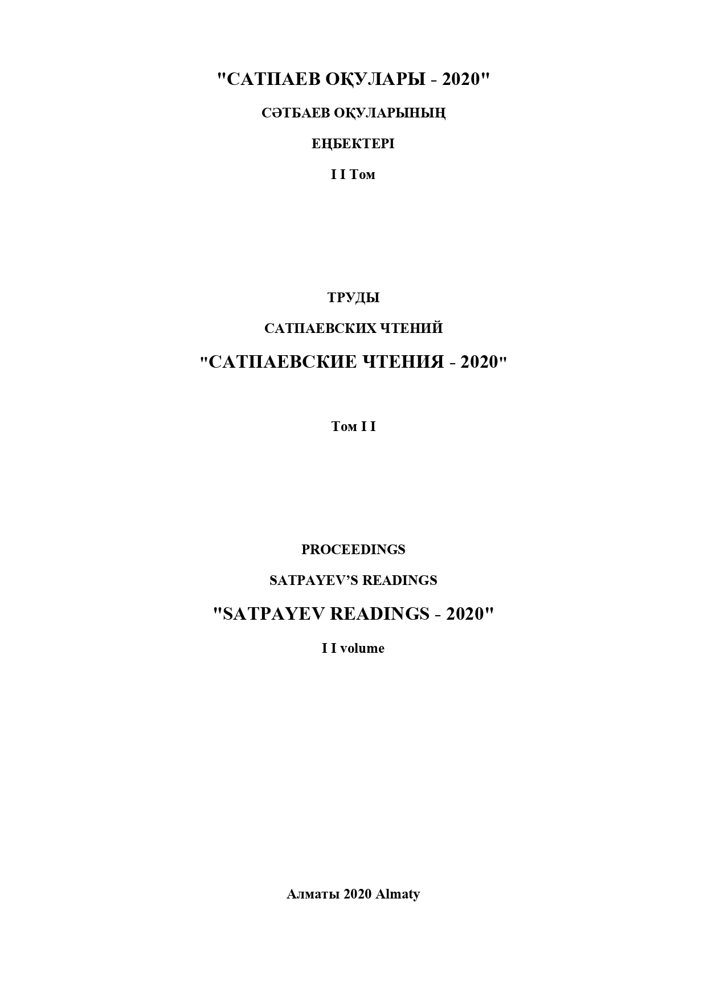 "САТПАЕВ ОҚУЛАРЫ - 2020"
СӘТБАЕВ ОҚУЛАРЫНЫҢ
ЕҢБЕКТЕРІ
I I Том
ТРУДЫ
САТПАЕВСКИХ ЧТЕНИЙ
"САТПАЕВСКИЕ ЧТЕНИЯ - 2020"
Том I I
PROCEEDINGS
SATPAYEV’S READINGS
"SATPAYEV READINGS - 2020"
I I volume
Алматы 2020 Almaty